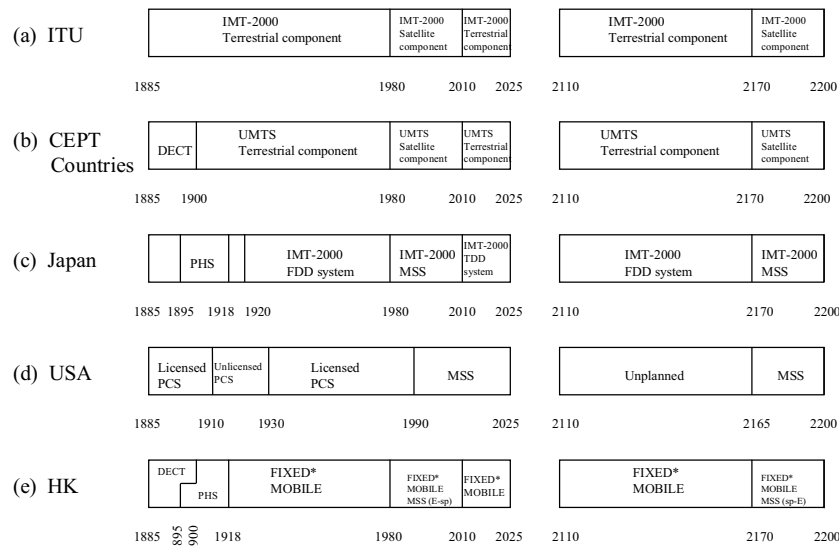 (a) ITU
IMT-2000
Terrestrial component
IMT-2000
Satellite
component
IMT-2000
Terrestrial
component
IMT-2000
Terrestrial component
IMT-2000
Satellite
component
1885 1980 2010 2025 2110 2170 2200
(b) CEPT
Countries
DECT
UMTS
Terrestrial component
UMTS
Satellite
component
UMTS
Terrestrial
component
UMTS
Terrestrial component
UMTS
Satellite
component
1885 1900 1980 2010 2025 2110 2170 2200
(c) Japan
PHS
IMT-2000
FDD system
IMT-2000
MSS
IMT-2000
TDD
system
IMT-2000
FDD system
IMT-2000
MSS
1885 1895 1918 1920 1980 2010 2025 2110 2170 2200
(d) USA
Licensed
PCS
Unlicensed
PCS
Licensed
PCS
MSS
Unplanned
MSS
1885 1910 1930 1990 2025 2110 2165 2200
(e) HK
DECT
PHS
FIXED*
MOBILE
FIXED*
MOBILE
MSS (E-sp)
FIXED*
MOBILE
FIXED*
MOBILE
FIXED*
MOBILE
MSS (sp-E)
1885 895 900 1918 1980 2010 2025 2110 2170 2200